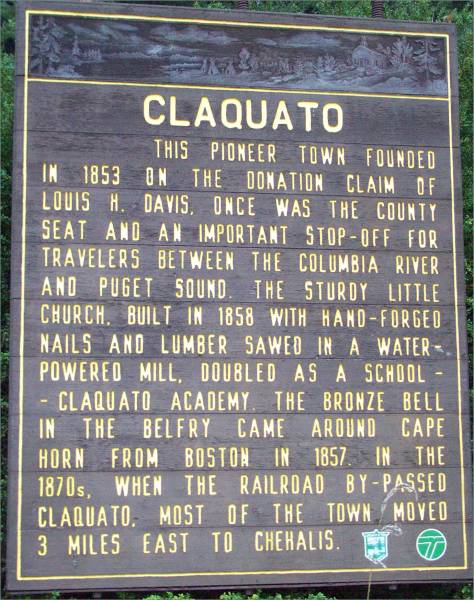 CLAQUATO
THIS PIONEER TOWN FOUNDED
IN 1853 ON THE DONATION CLAIM OF
LOUIS H. DAVIS, ONCE WAS THE COUNTY
SEAT AND AN IMPORTANT STOP-OFF FOR
TRAVELERS BETWEEN THE COLUMBIA RIVER
AND PUGET SOUND. THE STURDY LITTLE
CHURCH, BUILT IN 1858 WITH HAND-FORGED
NAILS AND LUMBER SAWED IN A WATER-
POWERED MILL, DOUBLED AS A SCHOOL -
- CLAQUATO ACADEMY. THE BRONZE BELL
IN THE BELFRY CAME AROUND CAPE
HORN FROM BOSTON IN 1857. IN THE
1870s, WHEN THE RAILROAD BY-PASSED
CLAQUATO, MOST OF THE TOWN MOVED
3 MILES EAST TO CHEHALIS.